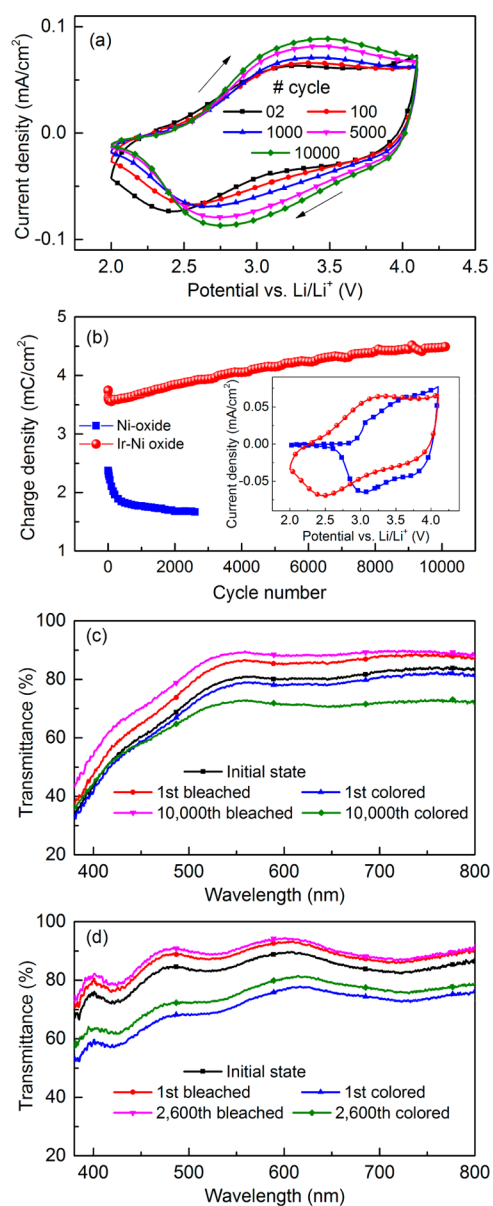 (a)
Current density (mA/cm²)
0.1
0.0
-0.1
# cycle
02
100
1000
5000
10000
2.0 2.5 3.0 3.5 4.0 4.5
Potential vs. Li/Li⁺ (V)
(b)
Charge density (mC/cm²)
5
4
3
2
1
Ni-oxide
Ir-Ni oxide
Current density (mA/cm²)
0.05
0.00
-0.05
2.0 2.5 3.0 3.5 4.0
Potential vs. Li/Li⁺ (V)
0 2000 4000 6000 8000 10000
Cycle number
(c)
Transmittance (%)
100
80
60
40
20
Initial state
1st bleached
1st colored
10,000th bleached
10,000th colored
400 500 600 700 800
Wavelength (nm)
(d)
Transmittance (%)
100
80
60
40
20
Initial state
1st bleached
1st colored
2,600th bleached
2,600th colored
400 500 600 700 800
Wavelength (nm)